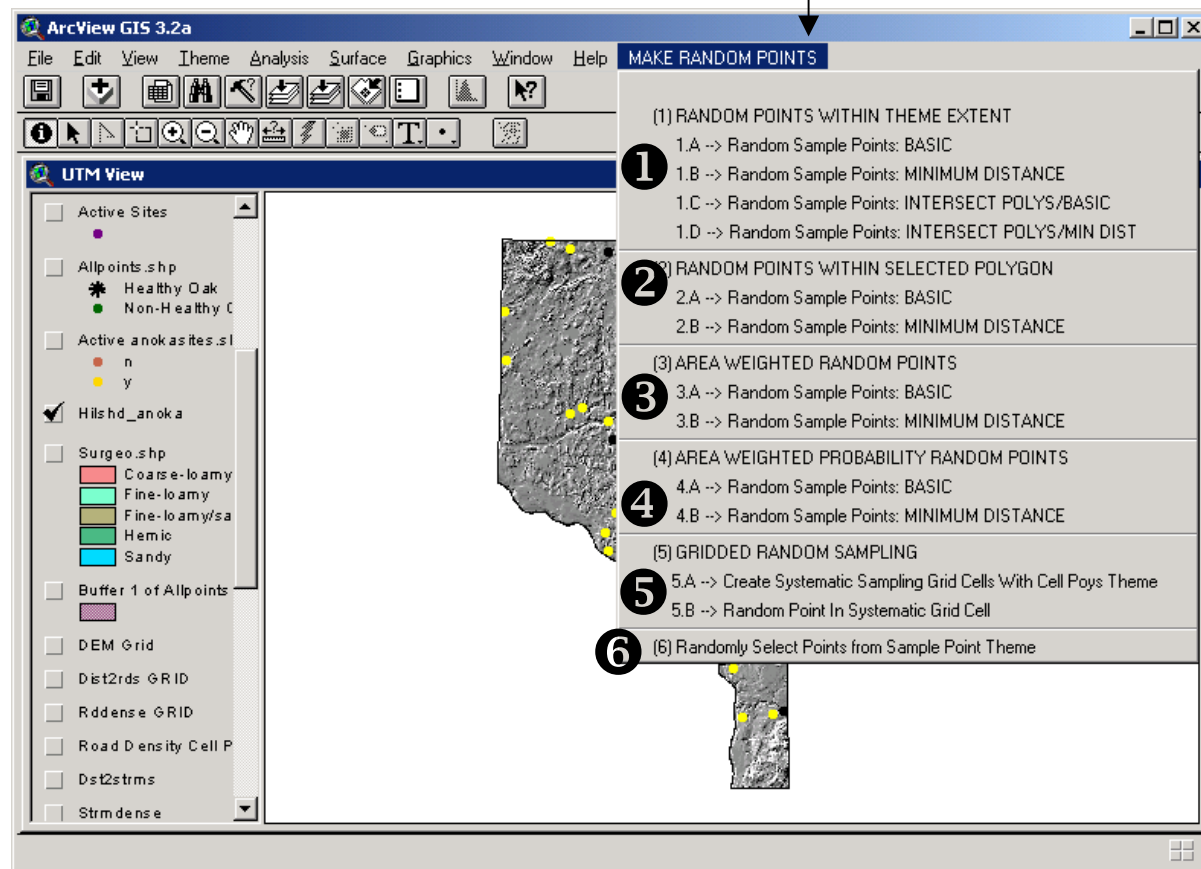 ArcView GIS 3.2a
File Edit View Theme Analysis Surface Graphics Window Help MAKE RANDOM POINTS
UTM View
Active Sites
Allpoints.shp
Healthy Oak
Non-Healthy
Active anokasites.sl
n
y
Hilshd_anoka
Surgeo.shp
Coarse-loamy
Fine-loamy
Fine-loamy/sa
Hemic
Sandy
Buffer 1 of Allpoints
DEM Grid
Dist2rds GRID
Rddense GRID
Road Density Cell P
Dst2strms
Strmdense
(1) RANDOM POINTS WITHIN THEME EXTENT
1.A --> Random Sample Points: BASIC
1
1.B --> Random Sample Points: MINIMUM DISTANCE
1.C --> Random Sample Points: INTERSECT POLYS/BASIC
1.D --> Random Sample Points: INTERSECT POLYS/MIN DIST
2) RANDOM POINTS WITHIN SELECTED POLYGON
2
2.A --> Random Sample Points: BASIC
2.B --> Random Sample Points: MINIMUM DISTANCE
(3) AREA WEIGHTED RANDOM POINTS
3
3.A --> Random Sample Points: BASIC
3.B --> Random Sample Points: MINIMUM DISTANCE
(4) AREA WEIGHTED PROBABILITY RANDOM POINTS
4
4.A --> Random Sample Points: BASIC
4.B --> Random Sample Points: MINIMUM DISTANCE
(5) GRIDDED RANDOM SAMPLING
5
5.A --> Create Systematic Sampling Grid Cells With Cell Poys Theme
5.B --> Random Point In Systematic Grid Cell
6
(6) Randomly Select Points from Sample Point Theme